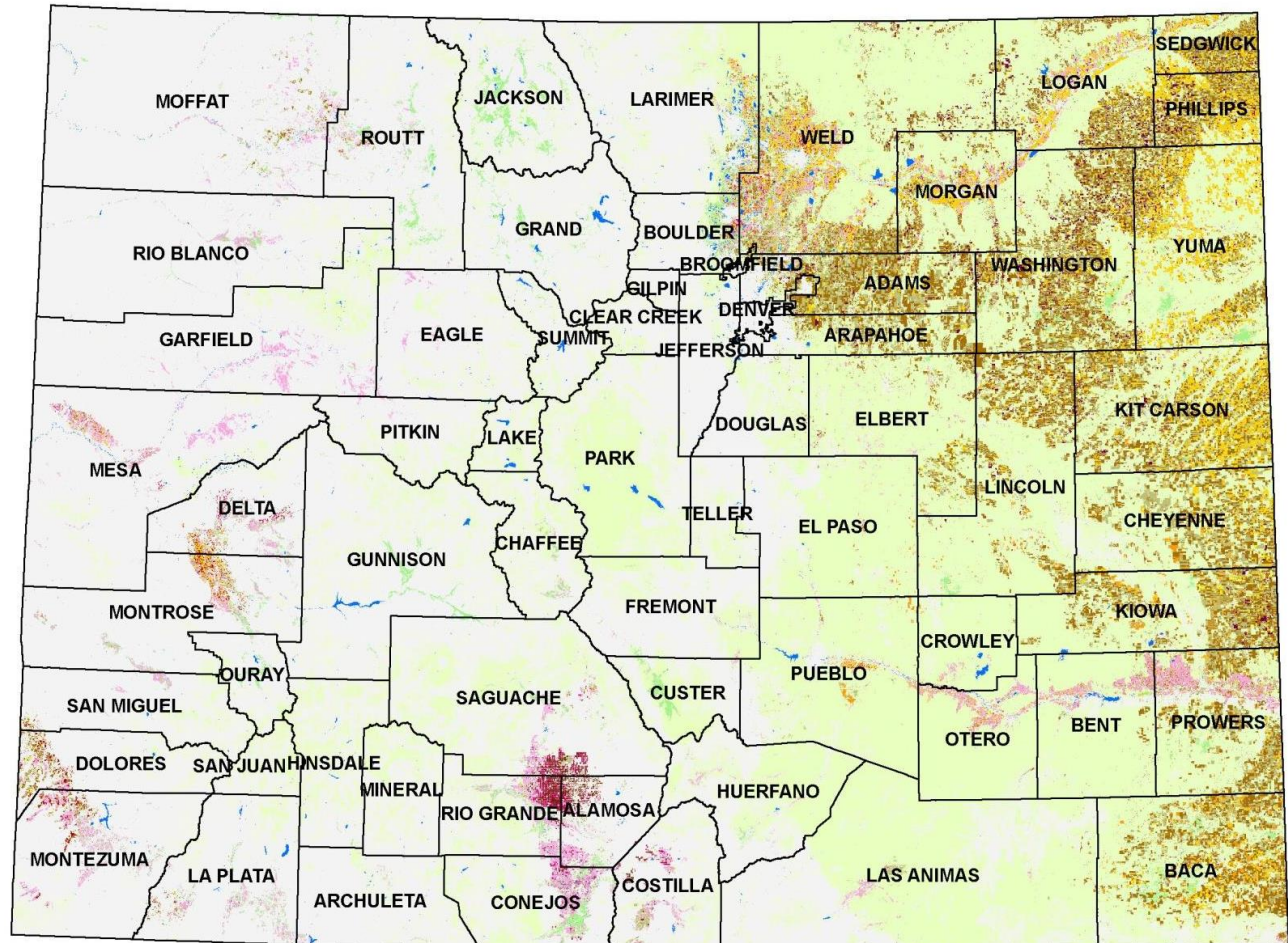 SEDGWICK
LOGAN
MOFFAT
JACKSON
LARIMER
PHILLIPS
ROUTT
WELD
MORGAN
GRAND
BOULDER
YUMA
RIO BLANCO
BROOMFIELD
WASHINGTON
ADAMS
GILPIN
DENVER
CLEAR CREEK
EAGLE
SUMMIT
GARFIELD
ARAPAHOE
JEFFERSON
KIT CARSON
ELBERT
DOUGLAS
PITKIN
LAKE
PARK
MESA
LINCOLN
DELTA
TELLER
CHEYENNE
EL PASO
CHAFFEE
GUNNISON
FREMONT
MONTROSE
KIOWA
CROWLEY
OURAY
PUEBLO
CUSTER
SAGUACHE
SAN MIGUEL
BENT
PROWERS
OTERO
DOLORES
SAN JUAN
HINSDALE
MINERAL
HUERFANO
RIO GRANDE
ALAMOSA
MONTEZUMA
BACA
LA PLATA
LAS ANIMAS
COSTILLA
ARCHULETA
CONEJOS